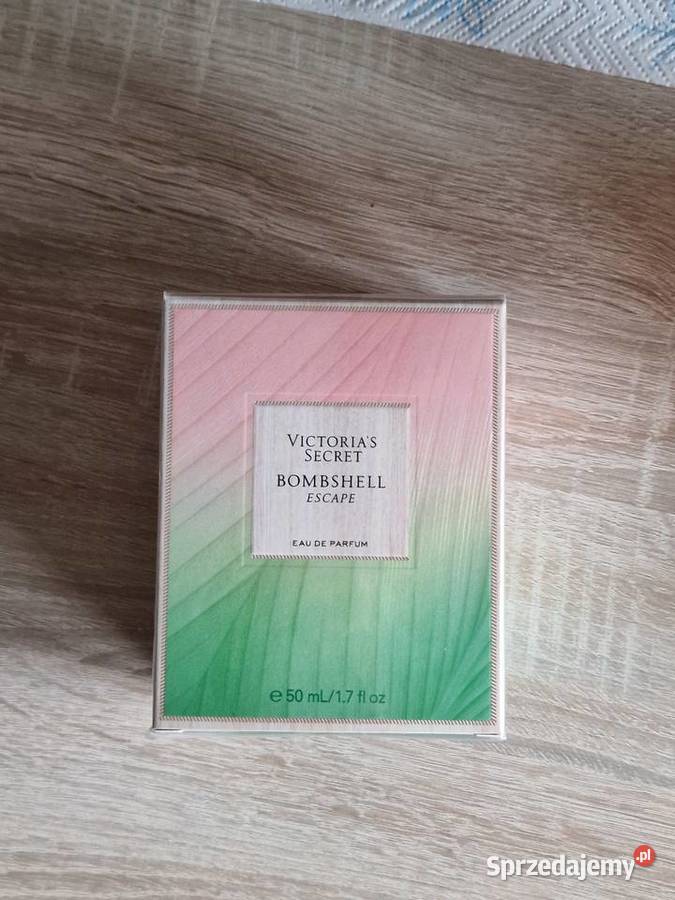 VICTORIA'S
SECRET
BOMBSHELL
ESCAPE
EAU DE PARFUM
℮ 50 mL/1.7 fl oz
Sprzedajemy.pl